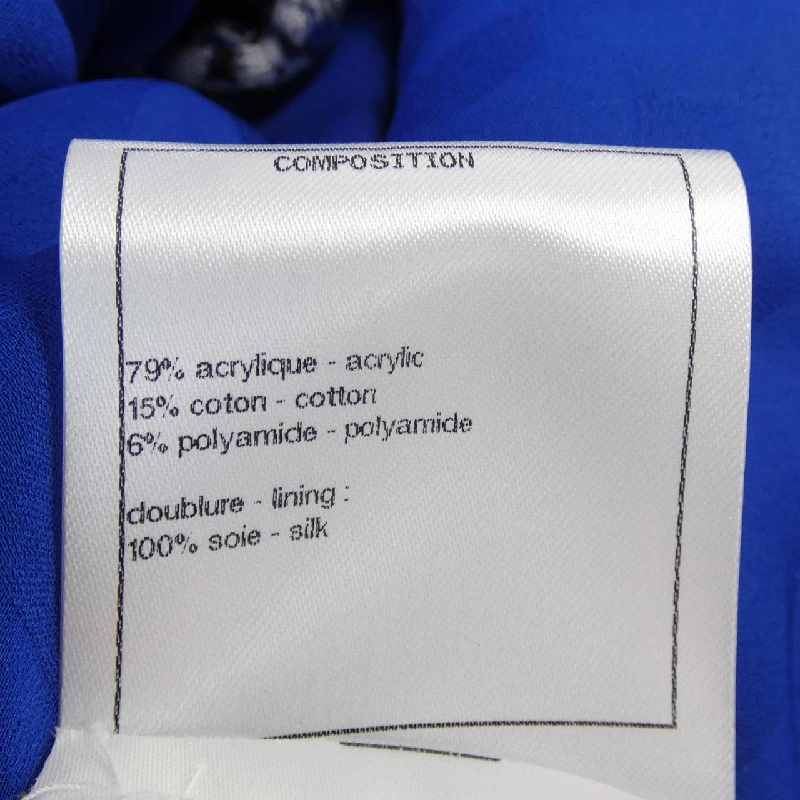 COMPOSITION
79% acrylique - acrylic
15% coton - cotton
6% polyamide - polyamide
doublure - lining :
100% soie - silk